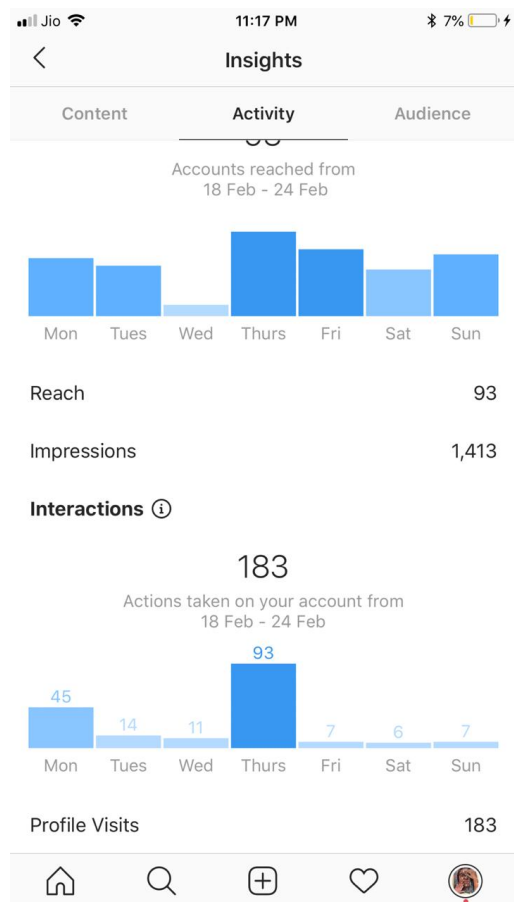 Jio 11:17 PM 7%
Insights
Content Activity Audience
Accounts reached from
18 Feb - 24 Feb
Mon Tues Wed Thurs Fri Sat Sun
Reach 93
Impressions 1,413
Interactions
183
Actions taken on your account from
18 Feb - 24 Feb
45 14 11 93 7 6 7
Mon Tues Wed Thurs Fri Sat Sun
Profile Visits 183